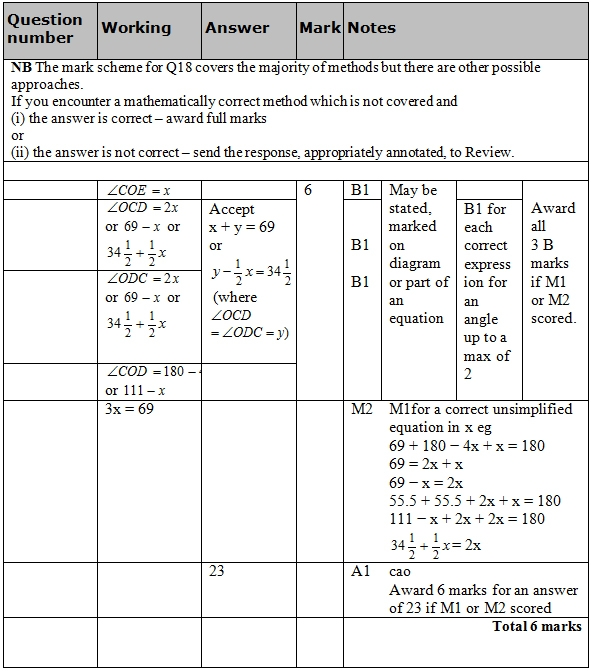 Question number Working Answer Mark Notes
NB The mark scheme for Q18 covers the majority of methods but there are other possible
approaches.
If you encounter a mathematically correct method which is not covered and
(i) the answer is correct – award full marks
or
(ii) the answer is not correct – send the response, appropriately annotated, to Review.
∠COE = x
6
B1
∠OCD = 2x
or 69 – x or
34 1/2 + 1/2 x
B1
∠ODC = 2x
or 69 – x or
34 1/2 + 1/2 x
B1
∠COD = 180 –
or 111 – x
Accept
x + y = 69
or
y – 1/2 x = 34 1/2
(where
∠OCD
= ∠ODC = y)
May be
stated,
marked
on
diagram
or part of
an
equation
B1 for
each
correct
express
ion for
an
angle
up to a
max of
2
Award
all
3 B
marks
if M1
or M2
scored.
3x = 69
M2
M1for a correct unsimplified
equation in x eg
69 + 180 – 4x + x = 180
69 = 2x + x
69 – x = 2x
55.5 + 55.5 + 2x + x = 180
111 – x + 2x + 2x = 180
34 1/2 + 1/2 x = 2x
23
A1
cao
Award 6 marks for an answer
of 23 if M1 or M2 scored
Total 6 marks